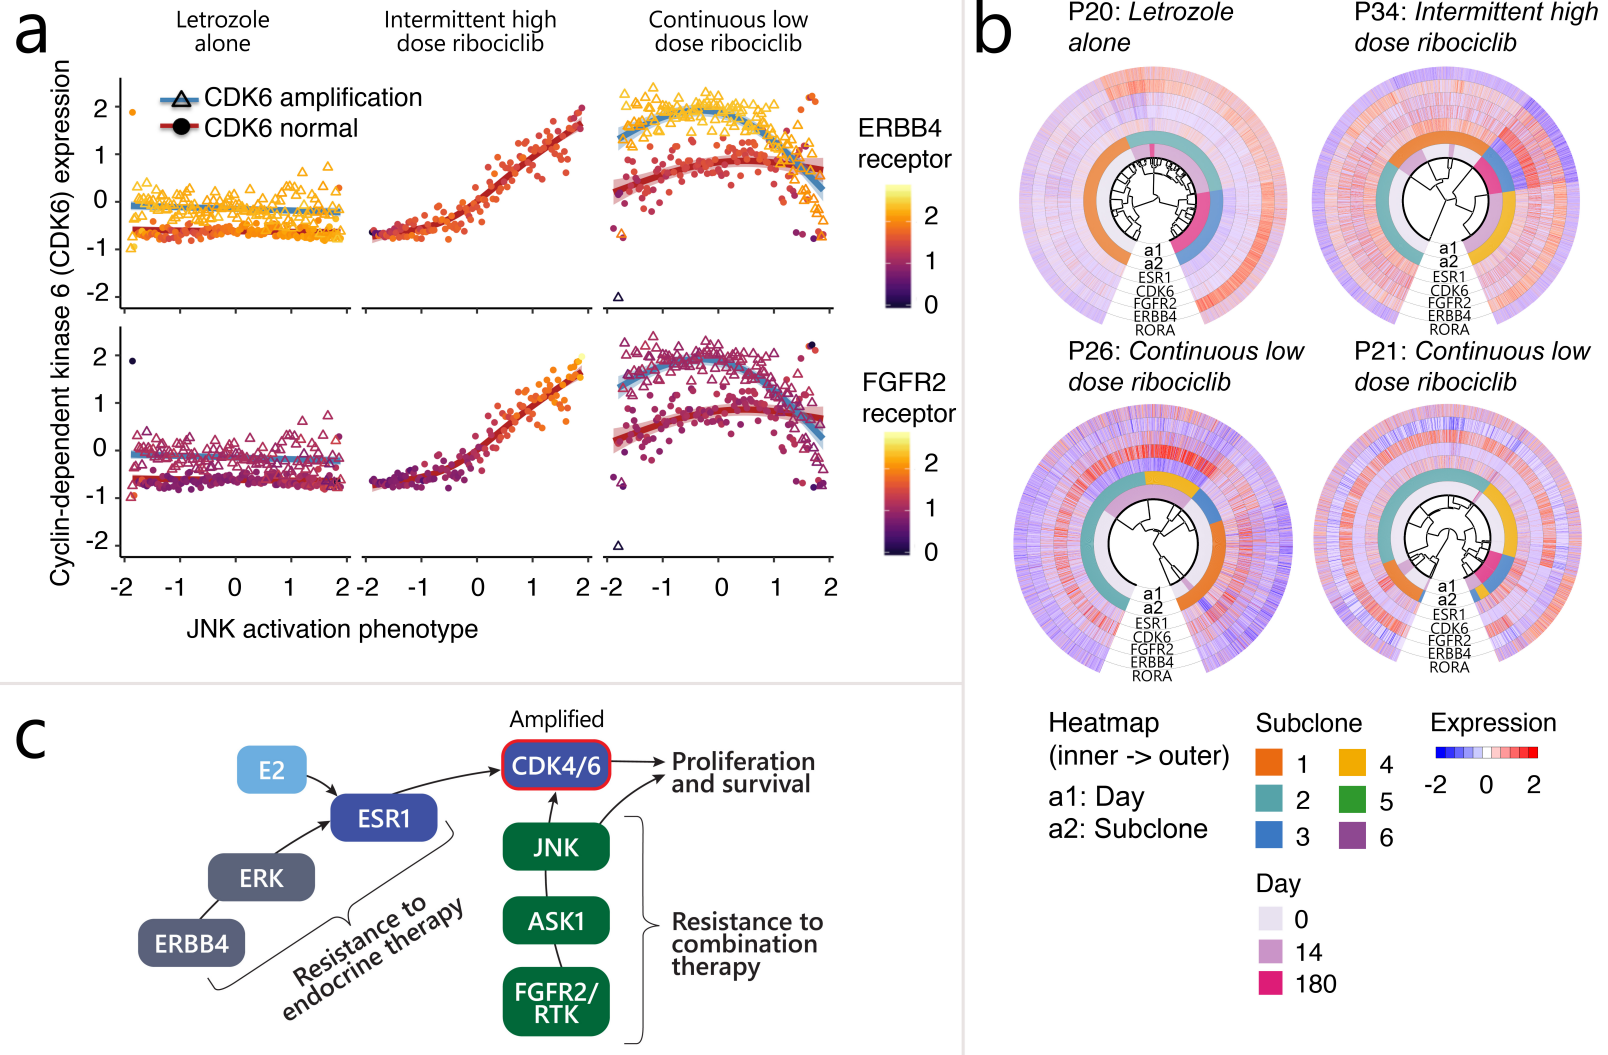 a
Letrozole
alone
Intermittent high
dose ribociclib
Continuous low
dose ribociclib
Cyclin-dependent kinase 6 (CDK6) expression
CDK6 amplification
CDK6 normal
2
1
0
-1
-2
ERBB4
receptor
2
1
0
2
1
0
-1
-2
FGFR2
receptor
2
1
0
-2 -1 0 1 2
-2 -1 0 1 2
-2 -1 0 1 2
JNK activation phenotype
b
P20: Letrozole
alone
a1
a2
ESR1
CDK6
FGFR2
ERBB4
RORA
P34: Intermittent high
dose ribociclib
a1
a2
ESR1
CDK6
FGFR2
ERBB4
RORA
P26: Continuous low
dose ribociclib
a1
a2
ESR1
CDK6
FGFR2
ERBB4
RORA
P21: Continuous low
dose ribociclib
a1
a2
ESR1
CDK6
FGFR2
ERBB4
RORA
Heatmap
(inner -> outer)
a1: Day
a2: Subclone
Subclone
1
2
3
4
5
6
Day
0
14
180
Expression
-2 0 2
c
E2
ESR1
ERK
ERBB4
Resistance to
endocrine therapy
Amplified
CDK4/6
JNK
ASK1
FGFR2/
RTK
Proliferation
and survival
Resistance to
combination
therapy